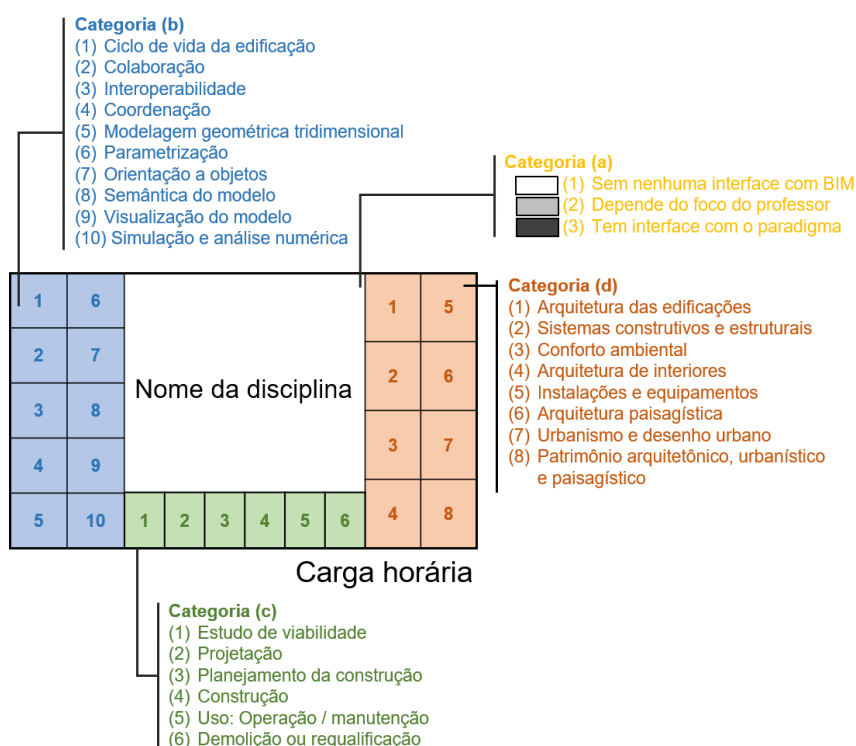 Categoria (b)
(1) Ciclo de vida da edificação
(2) Colaboração
(3) Interoperabilidade
(4) Coordenação
(5) Modelagem geométrica tridimensional
(6) Parametrização
(7) Orientação a objetos
(8) Semântica do modelo
(9) Visualização do modelo
(10) Simulação e análise numérica
Categoria (a)
(1) Sem nenhuma interface com BIM
(2) Depende do foco do professor
(3) Tem interface com o paradigma
1 6
2 7
3 8
4 9
5 10
Nome da disciplina
1 2 3 4 5 6
1 5
2 6
3 7
4 8
Categoria (d)
(1) Arquitetura das edificações
(2) Sistemas construtivos e estruturais
(3) Conforto ambiental
(4) Arquitetura de interiores
(5) Instalações e equipamentos
(6) Arquitetura paisagística
(7) Urbanismo e desenho urbano
(8) Patrimônio arquitetônico, urbanístico
e paisagístico
Carga horária
Categoria (c)
(1) Estudo de viabilidade
(2) Projetação
(3) Planejamento da construção
(4) Construção
(5) Uso: Operação / manutenção
(6) Demolição ou requalificação